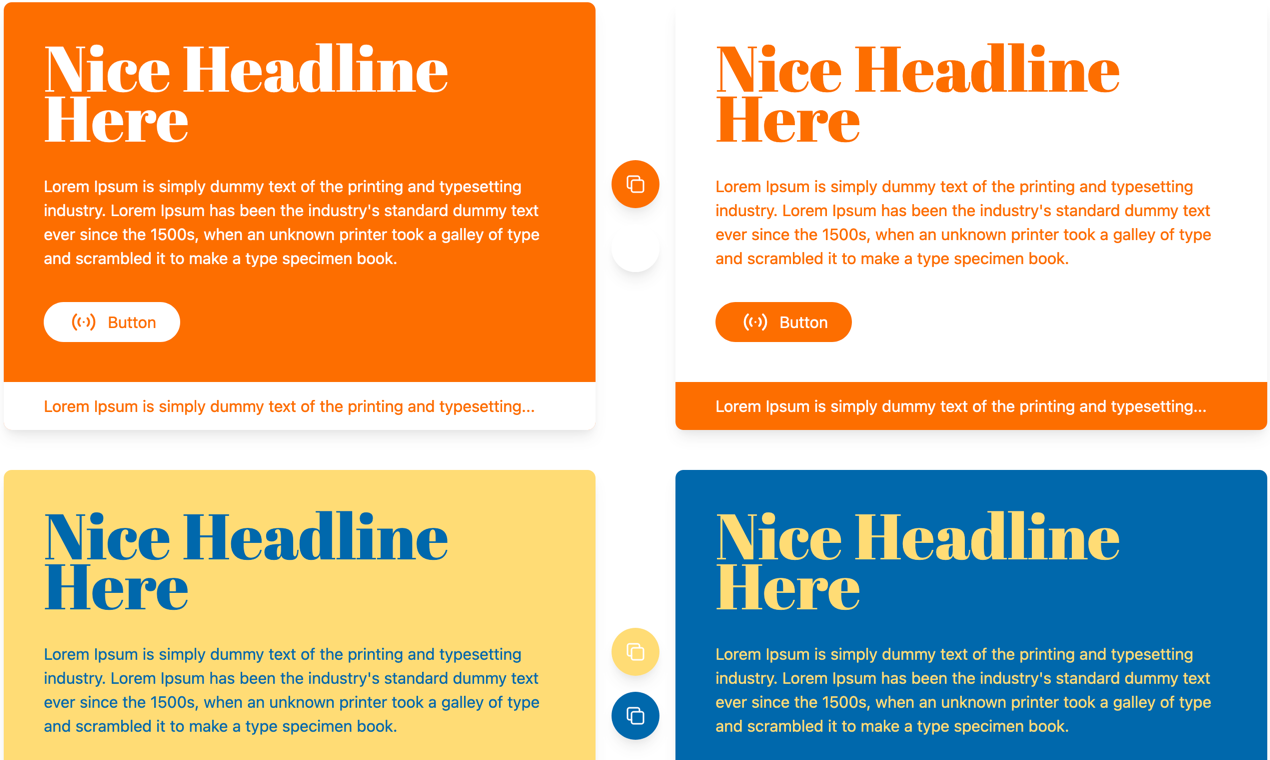 Nice Headline
Here
Lorem Ipsum is simply dummy text of the printing and typesetting
industry. Lorem Ipsum has been the industry's standard dummy text
ever since the 1500s, when an unknown printer took a galley of type
and scrambled it to make a type specimen book.
Button
Lorem Ipsum is simply dummy text of the printing and typesetting...
Nice Headline
Here
Lorem Ipsum is simply dummy text of the printing and typesetting
industry. Lorem Ipsum has been the industry's standard dummy text
ever since the 1500s, when an unknown printer took a galley of type
and scrambled it to make a type specimen book.
Button
Lorem Ipsum is simply dummy text of the printing and typesetting...
Nice Headline
Here
Lorem Ipsum is simply dummy text of the printing and typesetting
industry. Lorem Ipsum has been the industry's standard dummy text
ever since the 1500s, when an unknown printer took a galley of type
and scrambled it to make a type specimen book.
Nice Headline
Here
Lorem Ipsum is simply dummy text of the printing and typesetting
industry. Lorem Ipsum has been the industry's standard dummy text
ever since the 1500s, when an unknown printer took a galley of type
and scrambled it to make a type specimen book.